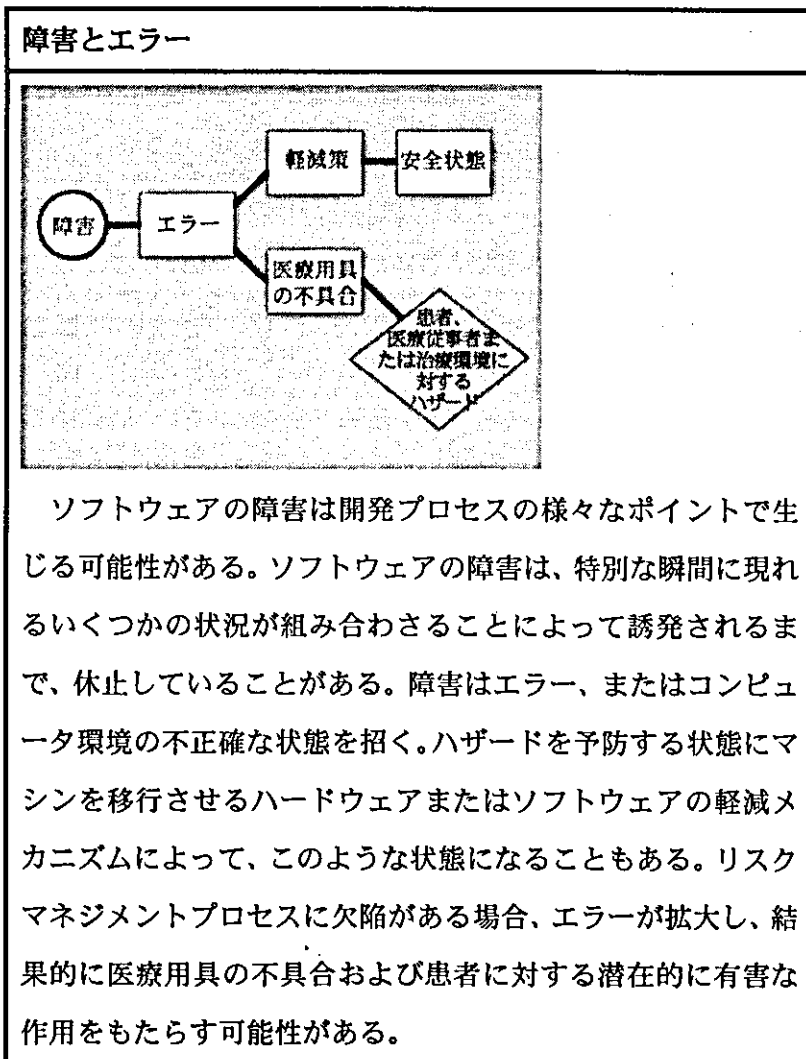 障害とエラー
軽減策
安全状態
障害
エラー
医療用具
の不具合
患者、
医療従事者ま
たは治療環境に
対する
ハザード
ソフトウェアの障害は開発プロセスの様々なポイントで生
じる可能性がある。ソフトウェアの障害は、特別な瞬間に現れ
るいくつかの状況が組み合わさることによって誘発されるま
で、休止していることがある。障害はエラー、またはコンピュ
ータ環境の不正確な状態を招く。ハザードを予防する状態にマ
シンを移行させるハードウェアまたはソフトウェアの軽減メ
カニズムによって、このような状態になることもある。リスク
マネジメントプロセスに欠陥がある場合、エラーが拡大し、結
果的に医療用具の不具合および患者に対する潜在的に有害な
作用をもたらす可能性がある。